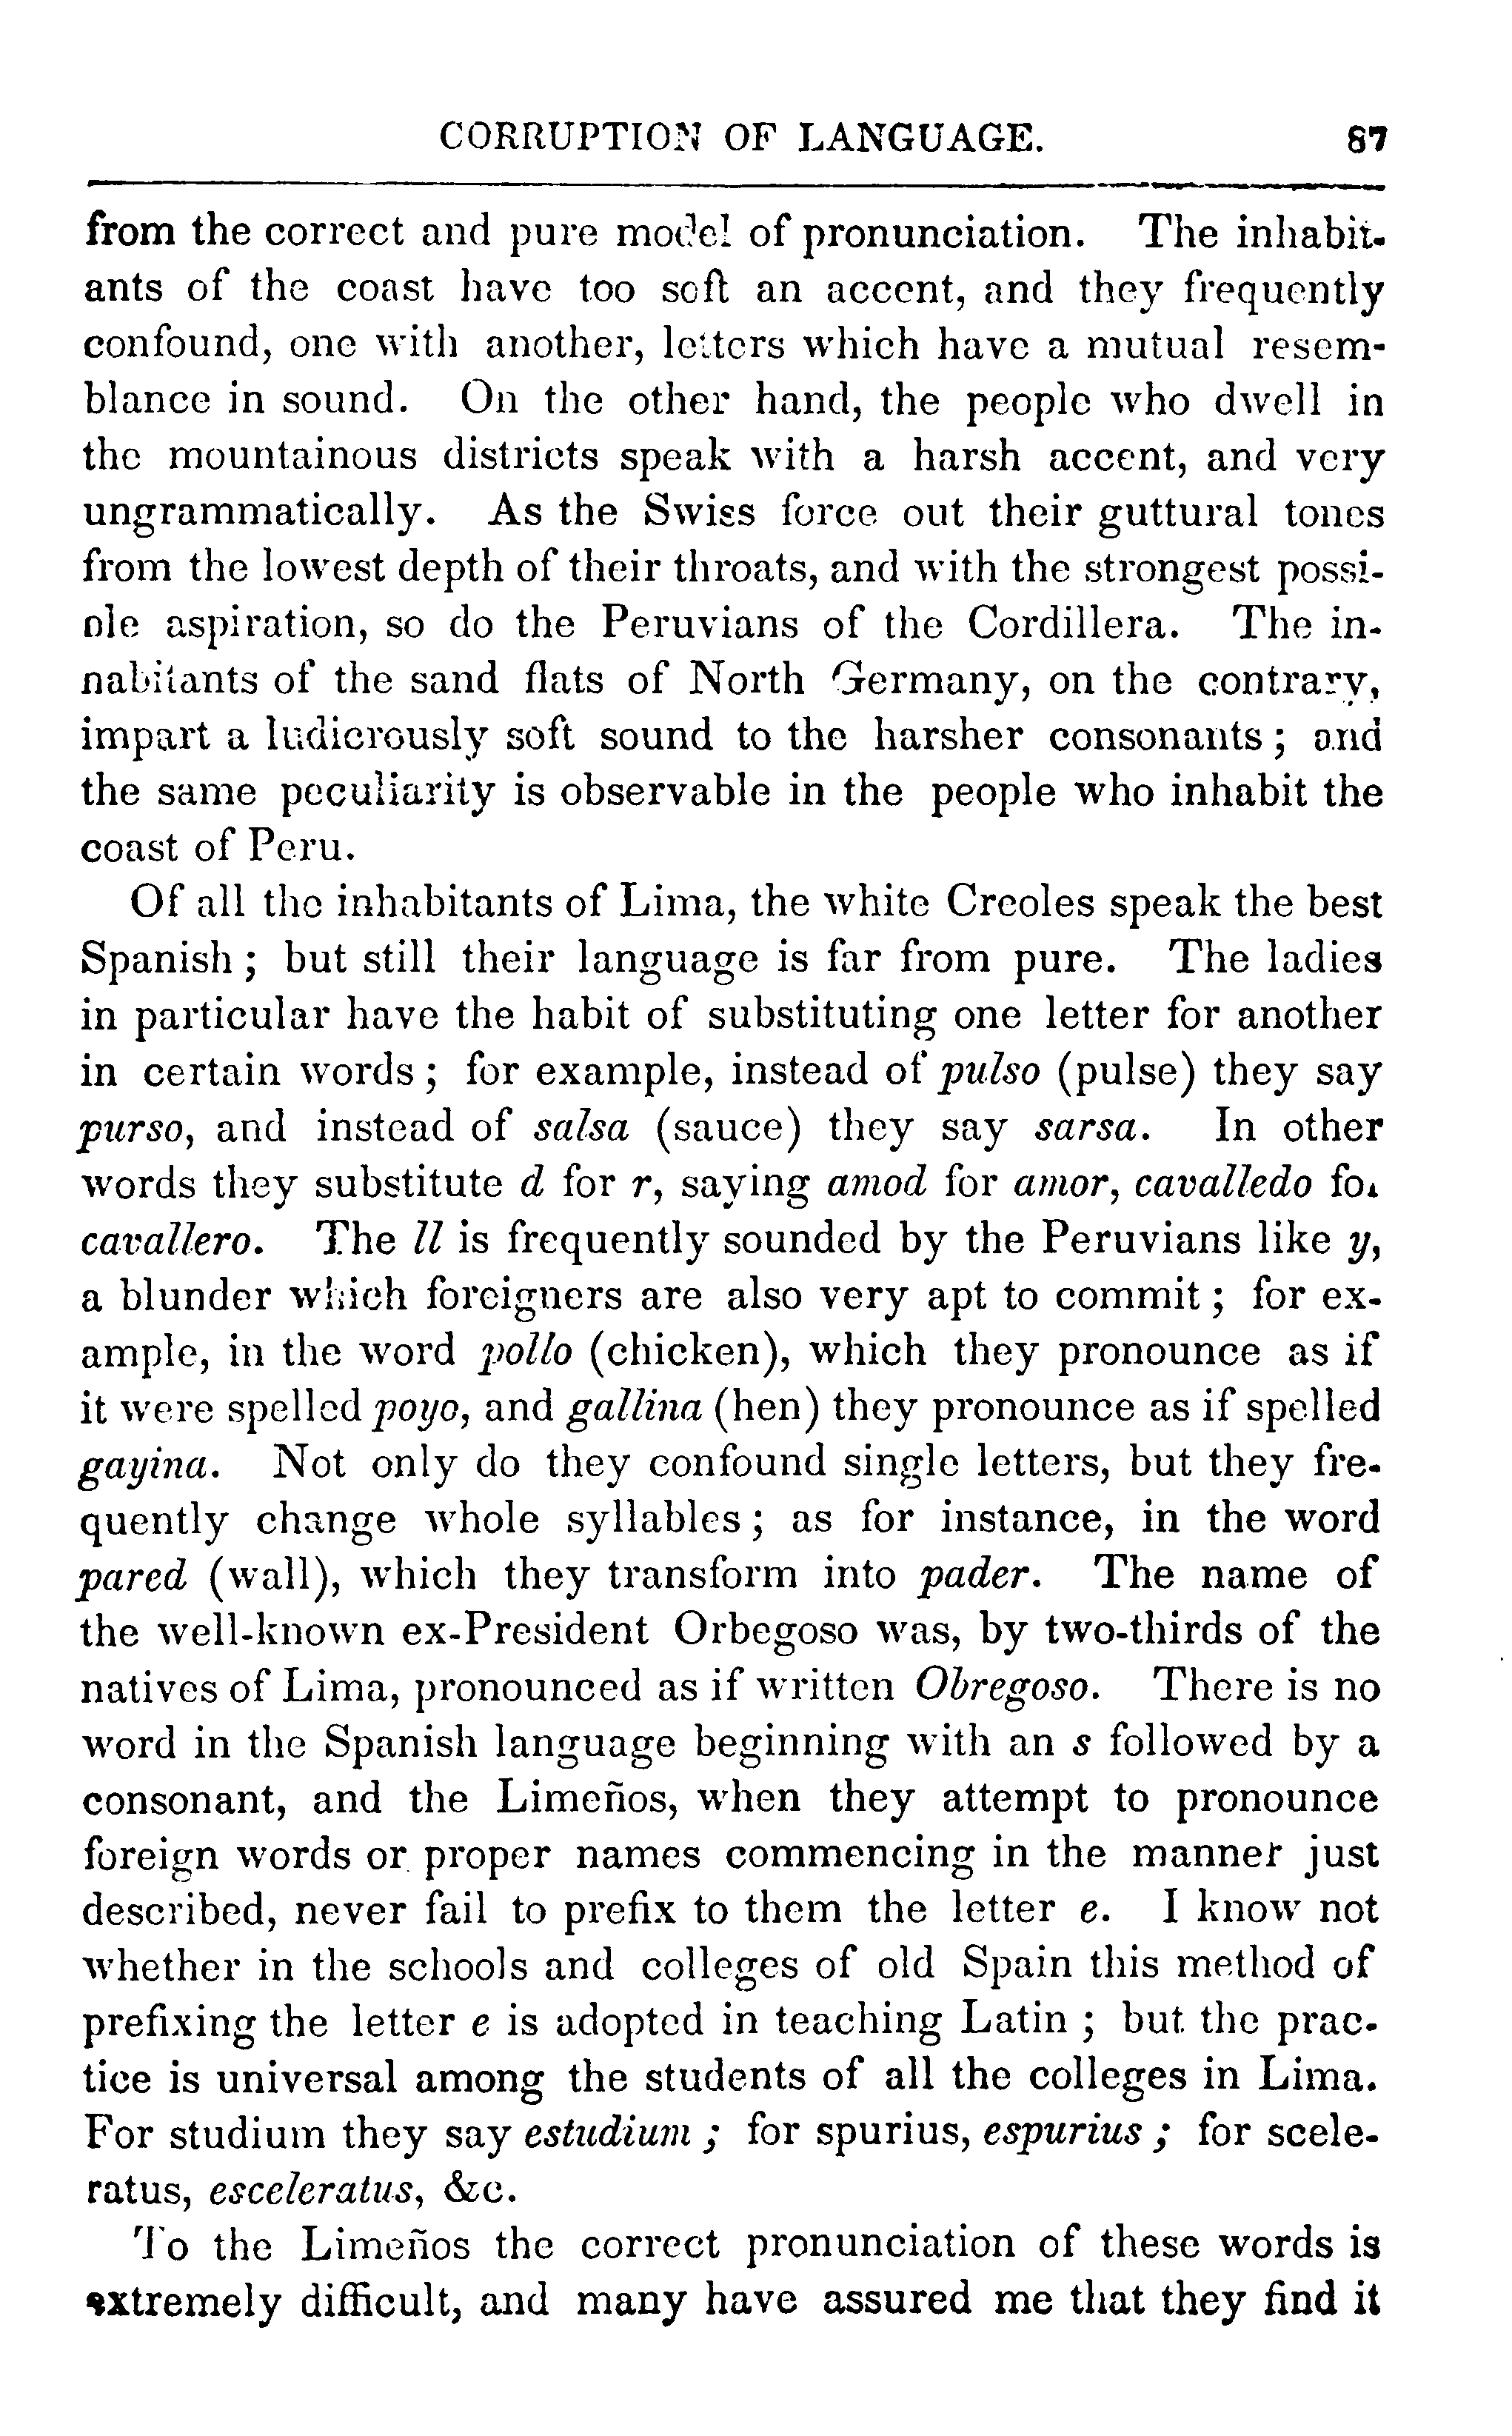 CORRUPTION OF LANGUAGE. 87
from the correct and pure model of pronunciation. The inhabit-
ants of the coast have too soft an accent, and they frequently
confound, one with another, letters which have a mutual resem-
blance in sound. On the other hand, the people who dwell in
the mountainous districts speak with a harsh accent, and very
ungrammatically. As the Swiss force out their guttural tones
from the lowest depth of their throats, and with the strongest possi-
ble aspiration, so do the Peruvians of the Cordillera. The in-
habitants of the sand flats of North Germany, on the contrary,
impart a ludicrously soft sound to the harsher consonants ; and
the same peculiarity is observable in the people who inhabit the
coast of Peru.
Of all the inhabitants of Lima, the white Creoles speak the best
Spanish ; but still their language is far from pure. The ladies
in particular have the habit of substituting one letter for another
in certain words ; for example, instead of pulso (pulse) they say
purso, and instead of salsa (sauce) they say sarsa. In other
words they substitute d for r, saying amod for amor, cavalledo for
cavallero. The ll is frequently sounded by the Peruvians like y,
a blunder which foreigners are also very apt to commit ; for ex-
ample, in the word pollo (chicken), which they pronounce as if
it were spelled poyo, and gallina (hen) they pronounce as if spelled
gayina. Not only do they confound single letters, but they fre-
quently change whole syllables ; as for instance, in the word
pared (wall), which they transform into pader. The name of
the well-known ex-President Orbegoso was, by two-thirds of the
natives of Lima, pronounced as if written Obregoso. There is no
word in the Spanish language beginning with an s followed by a
consonant, and the Limeños, when they attempt to pronounce
foreign words or proper names commencing in the manner just
described, never fail to prefix to them the letter e. I know not
whether in the schools and colleges of old Spain this method of
prefixing the letter e is adopted in teaching Latin ; but the prac-
tice is universal among the students of all the colleges in Lima.
For studium they say estudium ; for spurius, espurius ; for scele-
ratus, esceleratus, &c.
To the Limeños the correct pronunciation of these words is
extremely difficult, and many have assured me that they find it